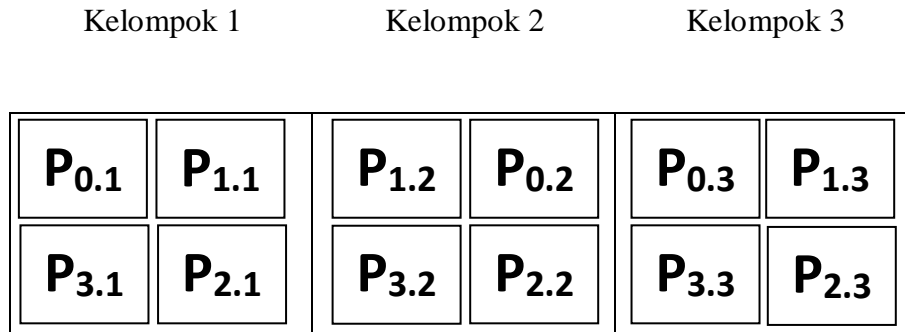 Kelompok 1 Kelompok 2 Kelompok 3
P0.1 P1.1 P1.2 P0.2 P0.3 P1.3
P3.1 P2.1 P3.2 P2.2 P3.3 P2.3